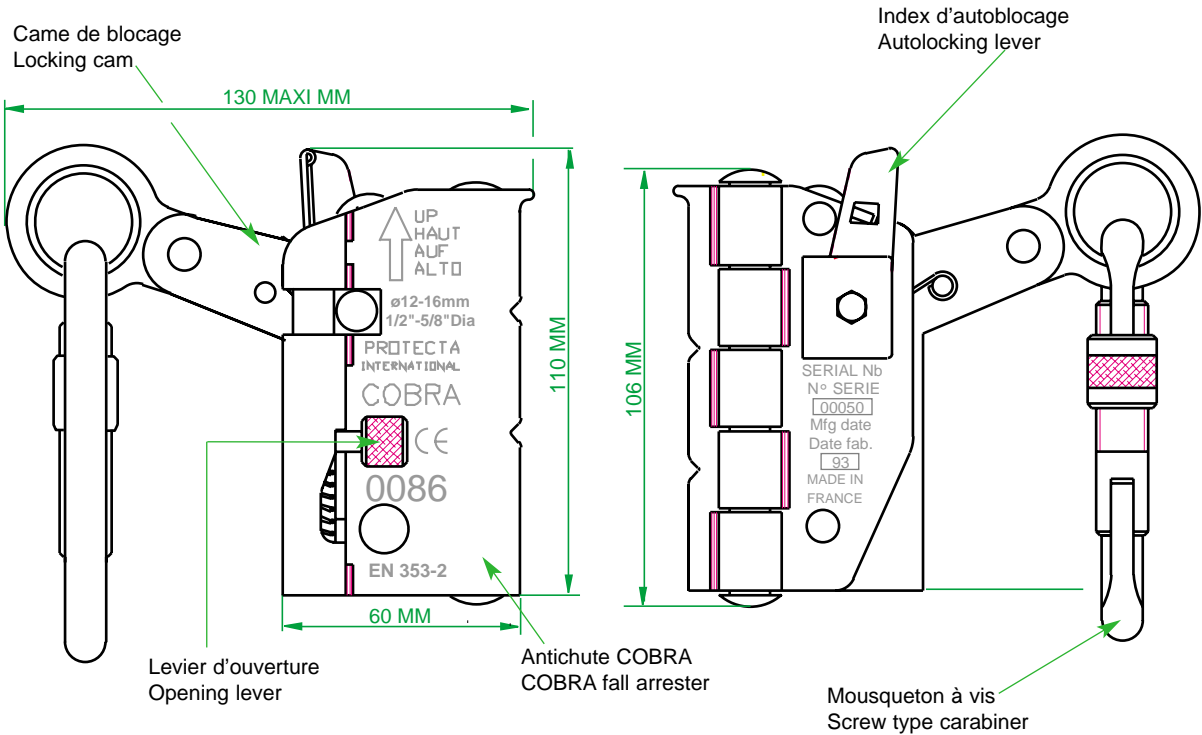 Came de blocage
Locking cam
130 MAXI MM
Index d'autoblocage
Autolocking lever
UP
HAUT
AUF
ALTO
ø12-16mm
1/2"-5/8"Dia
PROTECTA
INTERNATIONAL
COBRA
CE
0086
EN 353-2
110 MM
60 MM
106 MM
SERIAL Nb
N° SERIE
00050
Mfg date
Date fab.
93
MADE IN
FRANCE
Levier d'ouverture
Opening lever
Antichute COBRA
COBRA fall arrester
Mousqueton à vis
Screw type carabiner